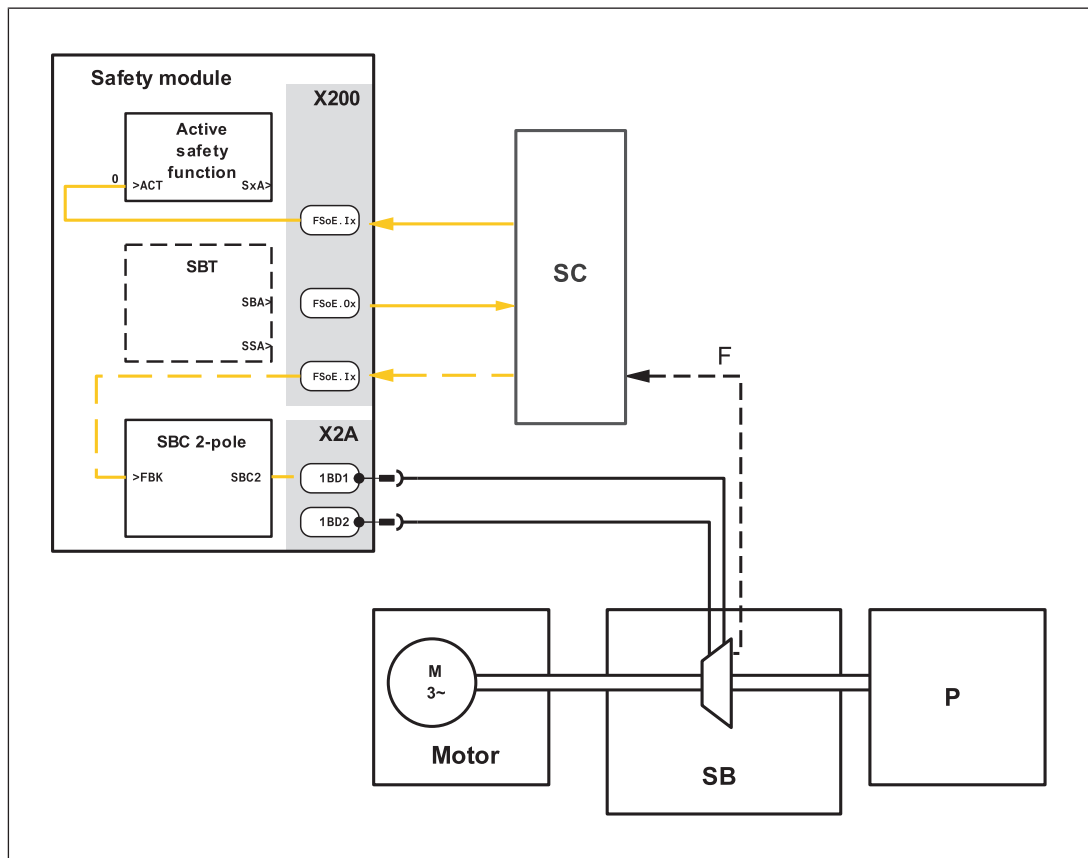 Safety module
X200
Active
safety
function
0
>ACT
SxA>
FSoE.Ix
SBT
SBA>
FSoE.Ox
SSA>
FSoE.Ix
SC
F
SBC 2-pole
X2A
>FBK
SBC2
1BD1
1BD2
M
3~
Motor
SB
P